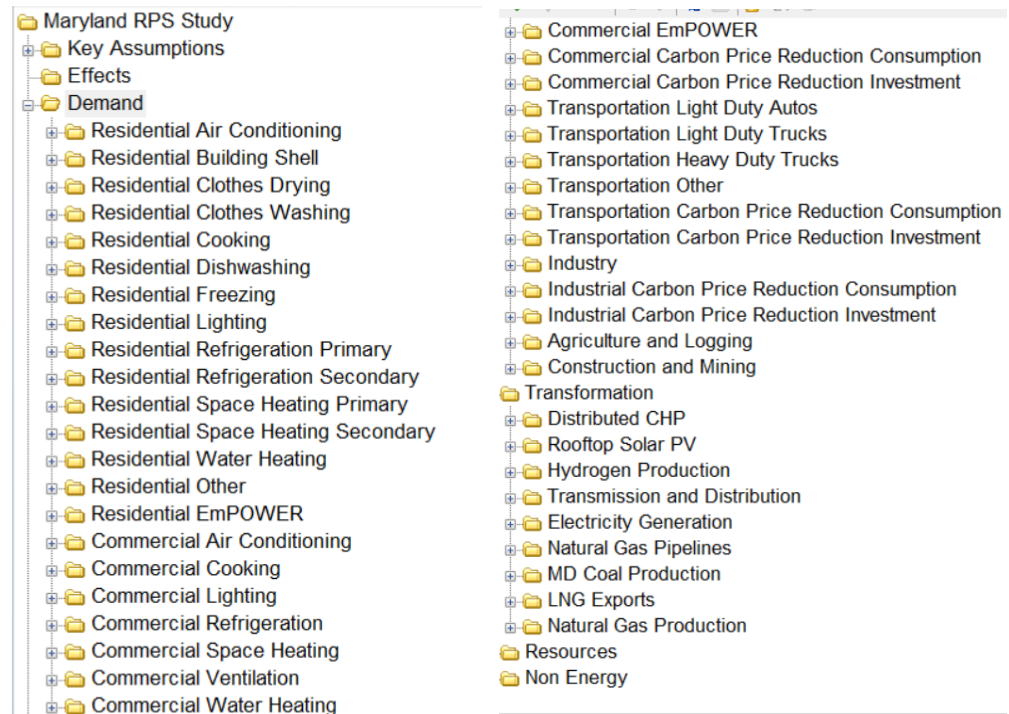 Maryland RPS Study
Key Assumptions
Effects
Demand
Residential Air Conditioning
Residential Building Shell
Residential Clothes Drying
Residential Clothes Washing
Residential Cooking
Residential Dishwashing
Residential Freezing
Residential Lighting
Residential Refrigeration Primary
Residential Refrigeration Secondary
Residential Space Heating Primary
Residential Space Heating Secondary
Residential Water Heating
Residential Other
Residential EmPOWER
Commercial Air Conditioning
Commercial Cooking
Commercial Lighting
Commercial Refrigeration
Commercial Space Heating
Commercial Ventilation
Commercial Water Heating
Commercial EmPOWER
Commercial Carbon Price Reduction Consumption
Commercial Carbon Price Reduction Investment
Transportation Light Duty Autos
Transportation Light Duty Trucks
Transportation Heavy Duty Trucks
Transportation Other
Transportation Carbon Price Reduction Consumption
Transportation Carbon Price Reduction Investment
Industry
Industrial Carbon Price Reduction Consumption
Industrial Carbon Price Reduction Investment
Agriculture and Logging
Construction and Mining
Transformation
Distributed CHP
Rooftop Solar PV
Hydrogen Production
Transmission and Distribution
Electricity Generation
Natural Gas Pipelines
MD Coal Production
LNG Exports
Natural Gas Production
Resources
Non Energy